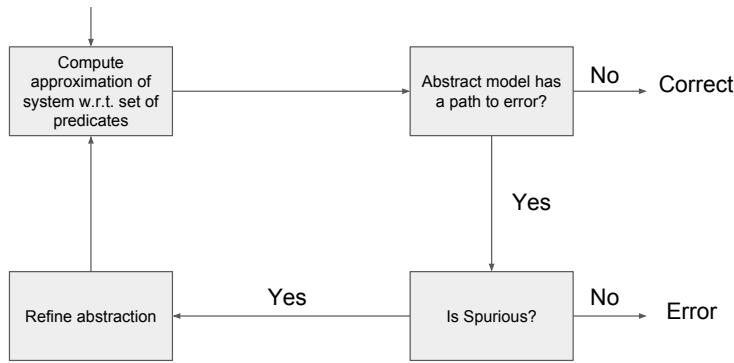 Compute
approximation of
system w.r.t. set of
predicates
Abstract model has
a path to error?
No
Correct
Yes
Refine abstraction
Yes
Is Spurious?
No
Error